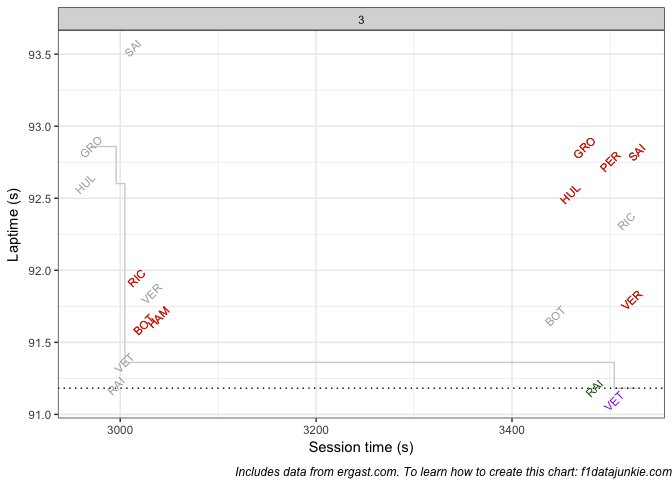 3
93.5
93.0
92.5
92.0
91.5
91.0
Laptime (s)
SAI
GRO
HUL
RIC
VER
BOT
HAM
VET
RAI
GRO
PER
SAI
HUL
RIC
VER
BOT
RAI
VET
3000
3200
3400
Session time (s)
Includes data from ergast.com. To learn how to create this chart: f1datajunkie.com